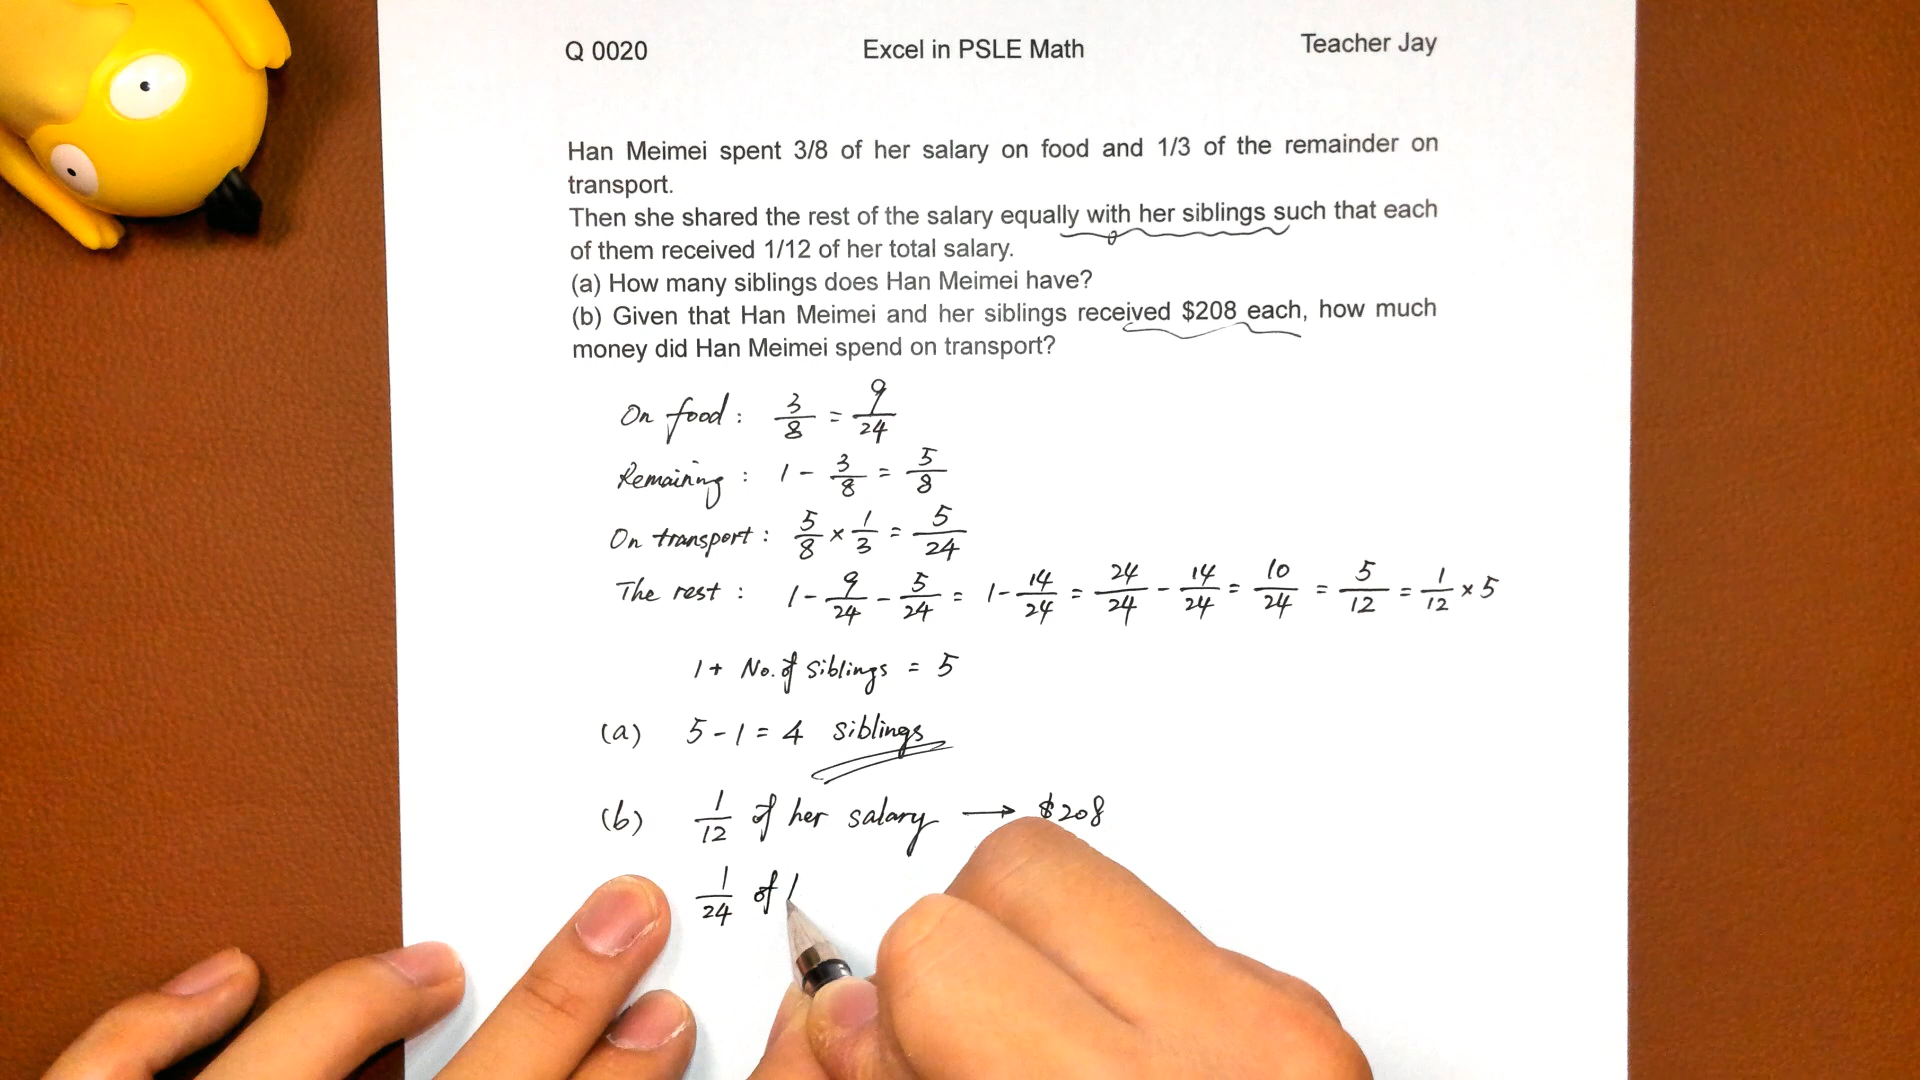 Q 0020 Excel in PSLE Math Teacher Jay
Han Meimei spent 3/8 of her salary on food and 1/3 of the remainder on
transport.
Then she shared the rest of the salary equally with her siblings such that each
of them received 1/12 of her total salary.
(a) How many siblings does Han Meimei have?
(b) Given that Han Meimei and her siblings received $208 each, how much
money did Han Meimei spend on transport?
On food : 3/8 = 9/24
Remaining : 1 - 3/8 = 5/8
On transport : 5/8 × 1/3 = 5/24
The rest : 1 - 9/24 - 5/24 = 1 - 14/24 = 24/24 - 14/24 = 10/24 = 5/12 = 1/12 × 5
1 + No. of siblings = 5
(a) 5 - 1 = 4 siblings
(b) 1/12 of her salary → $208
1/24 of